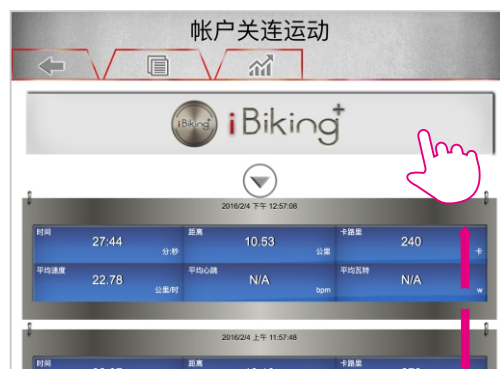 帐户关连运动
iBiking iBiking+
2016/2/4 下午 12:57:08
时间 距离 卡路里
27:44 10.53 240
分:秒 公里 卡
平均速度 平均心跳 平均瓦特
22.78 N/A N/A
公里/时 bpm w
2016/2/4 上午 11:57:48
时间 距离 卡路里